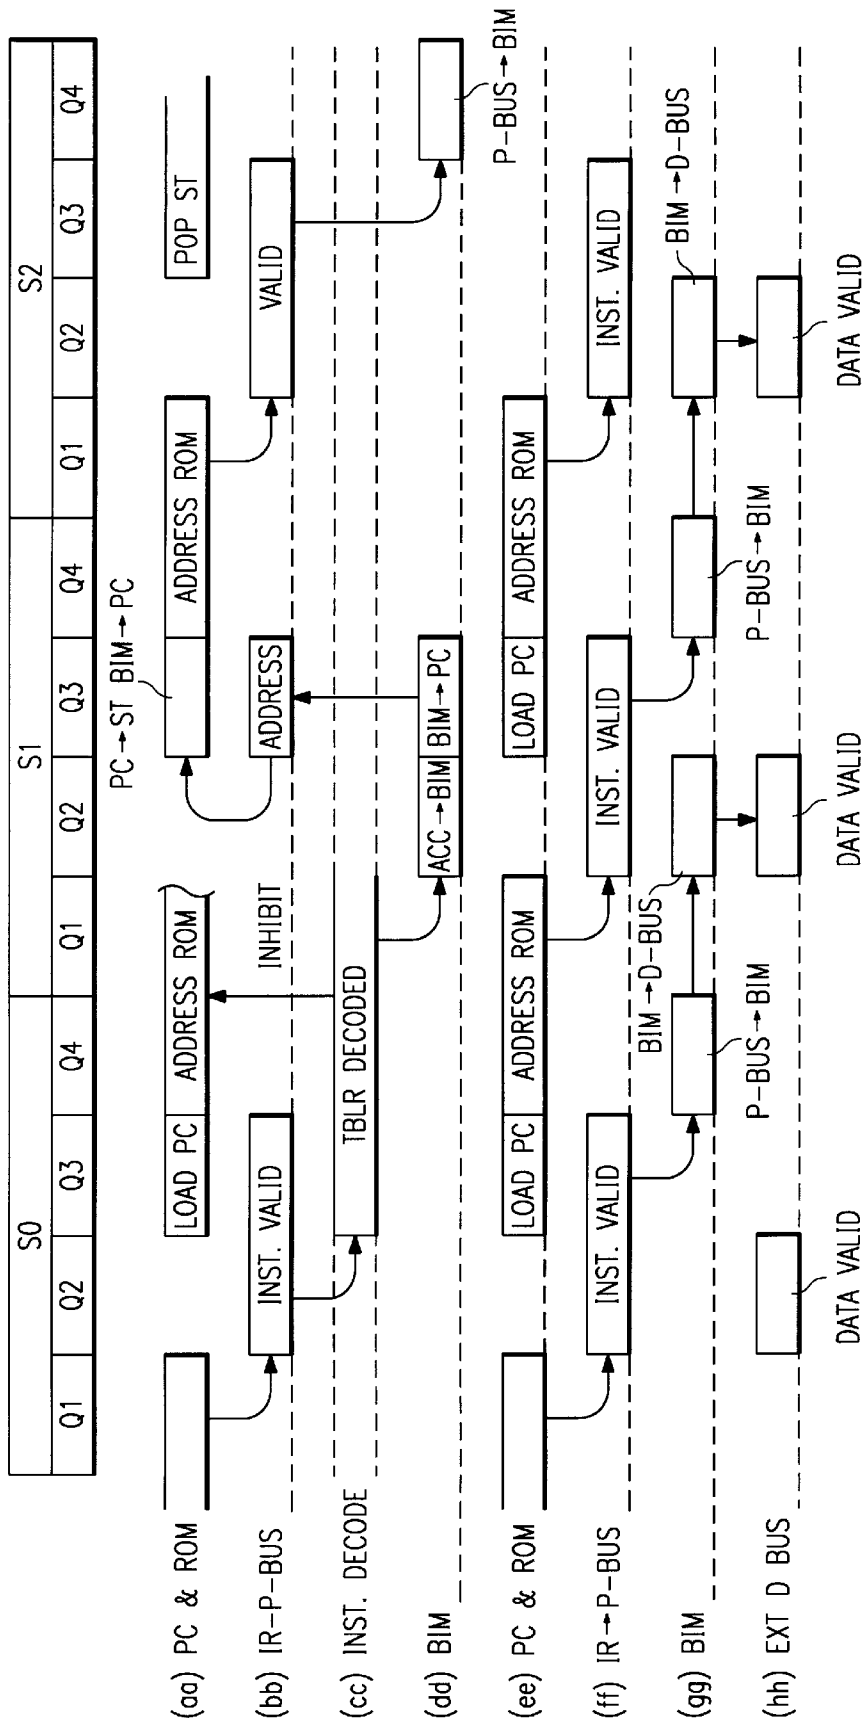 S0 S1 S2
Q1 Q2 Q3 Q4 Q1 Q2 Q3 Q4 Q1 Q2 Q3 Q4
PC→ST BIM→PC
(aa) PC & ROM LOAD PC ADDRESS ROM ADDRESS ROM POP ST
INHIBIT
(bb) IR-P-BUS INST. VALID ADDRESS VALID
(cc) INST. DECODE TBLR DECODED
(dd) BIM ACC→BIM BIM→PC
P-BUS→BIM
(ee) PC & ROM LOAD PC ADDRESS ROM LOAD PC ADDRESS ROM
(ff) IR→P-BUS INST. VALID INST. VALID INST. VALID
BIM→D-BUS BIM→D-BUS
(gg) BIM
P-BUS→BIM P-BUS→BIM
(hh) EXT D BUS
DATA VALID DATA VALID DATA VALID